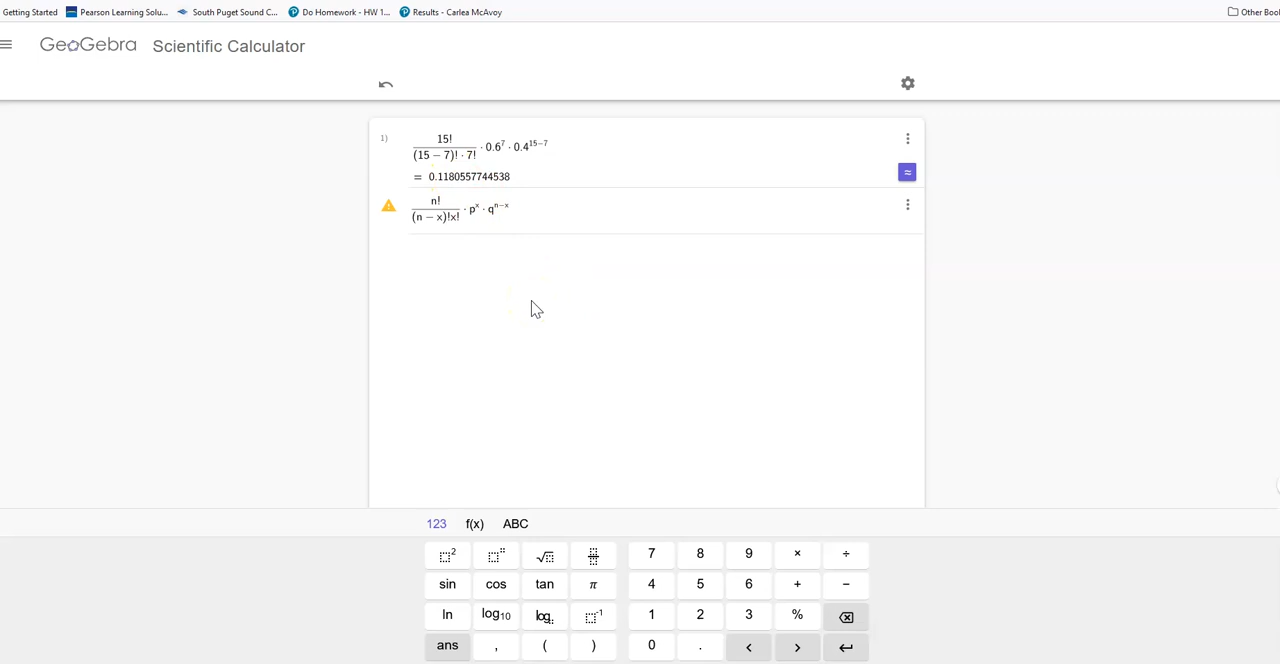 Getting Started Pearson Learning Solu... South Puget Sound C... Do Homework - HW 1... Results - Carlea McAvoy Other Bool
GeoGebra Scientific Calculator
1) 15!/((15 − 7)! · 7!) · 0.6⁷ · 0.4¹⁵⁻⁷
= 0.1180557744538
≈
n!/((n − x)!x!) · pˣ · qⁿ⁻ˣ
123 f(x) ABC
7 8 9 × ÷
sin cos tan π 4 5 6 + −
ln log₁₀ log 1 2 3 %
ans , ( ) 0 . < >